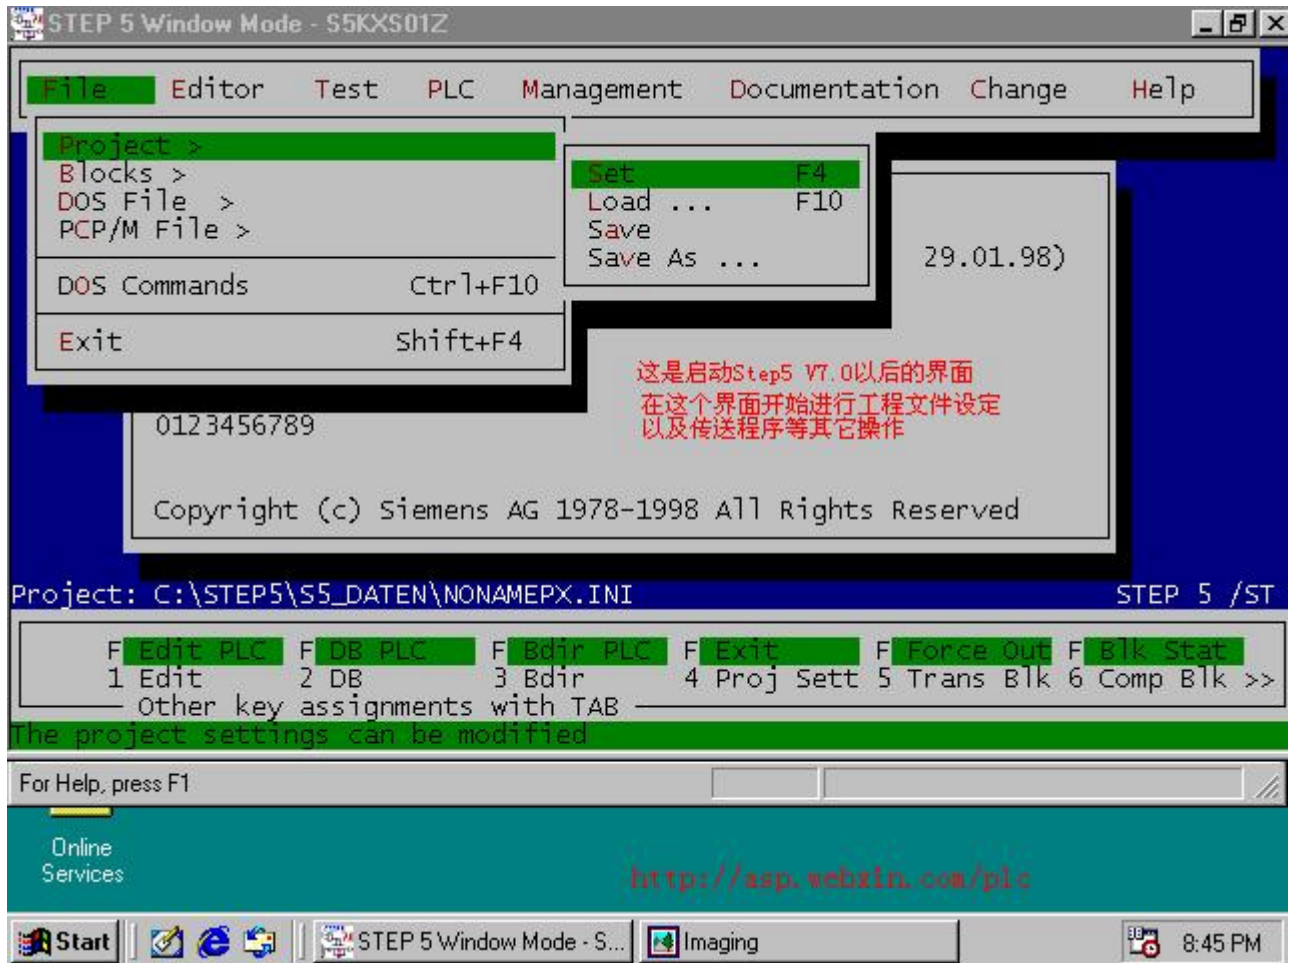 STEP 5 Window Mode - S5KXS01Z
File Editor Test PLC Management Documentation Change Help
Project >
Blocks >
DOS File >
PCP/M File >
DOS Commands Ctrl+F10
Exit Shift+F4
Set F4
Load ... F10
Save
Save As ...
29.01.98)
这是启动Step5 V7.0以后的界面
在这个界面开始进行工程文件设定
以及传送程序等其它操作
0123456789
Copyright (c) Siemens AG 1978-1998 All Rights Reserved
Project: C:\STEP5\S5_DATEN\NONAMEPX.INI STEP 5 /ST
F Edit PLC F DB PLC F Bdir PLC F Exit F Force Out F Blk Stat
1 Edit 2 DB 3 Bdir 4 Proj Sett 5 Trans Blk 6 Comp Blk >>
Other key assignments with TAB
The project settings can be modified
For Help, press F1
Online
Services
http://asp.webxin.com/plc
Start STEP 5 Window Mode - S... Imaging 8:45 PM